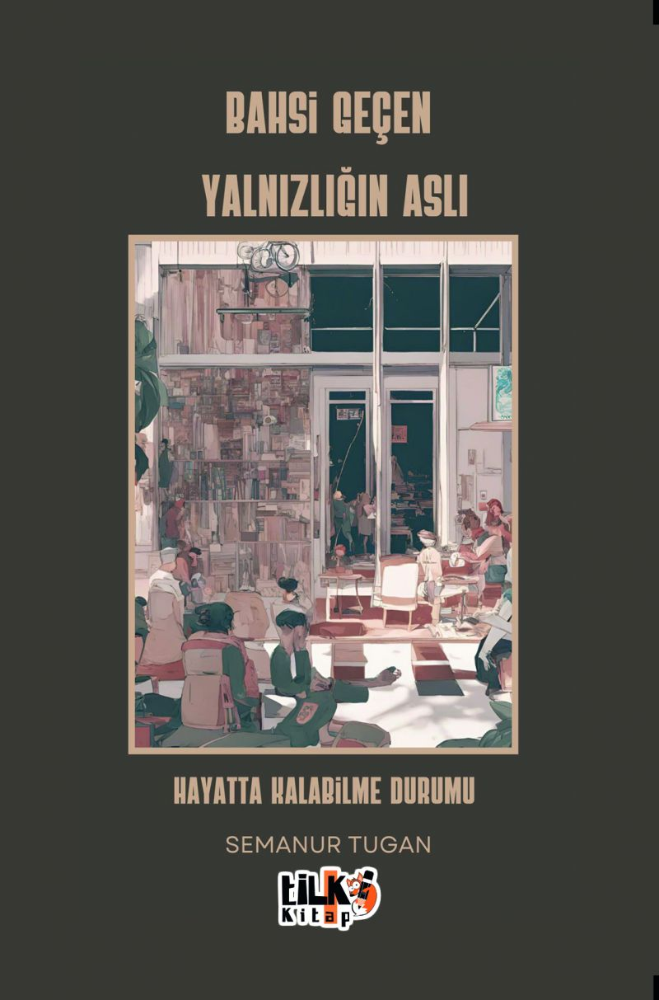 BAHSİ GEÇEN
YALNIZLIĞIN ASLI
HAYATTA KALABİLME DURUMU
SEMANUR TUGAN
tiLKi
Kitap